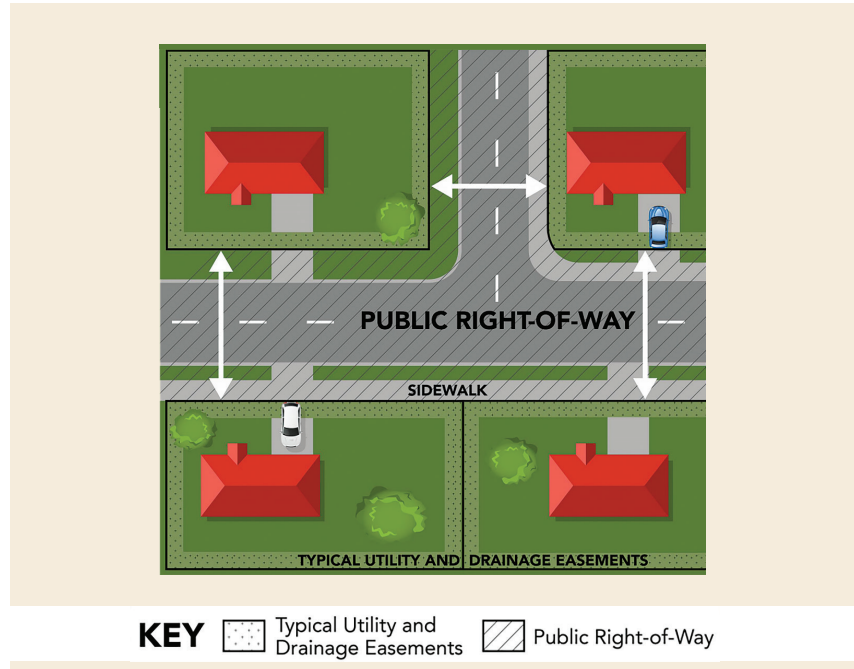 PUBLIC RIGHT-OF-WAY
SIDEWALK
TYPICAL UTILITY AND DRAINAGE EASEMENTS
KEY
Typical Utility and
Drainage Easements
Public Right-of-Way